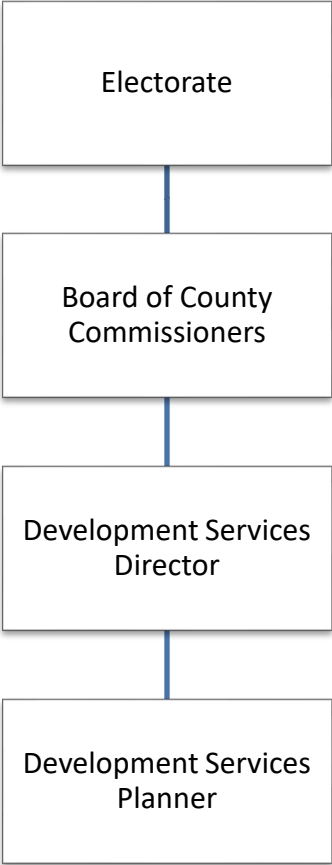 Electorate
Board of County
Commissioners
Development Services
Director
Development Services
Planner